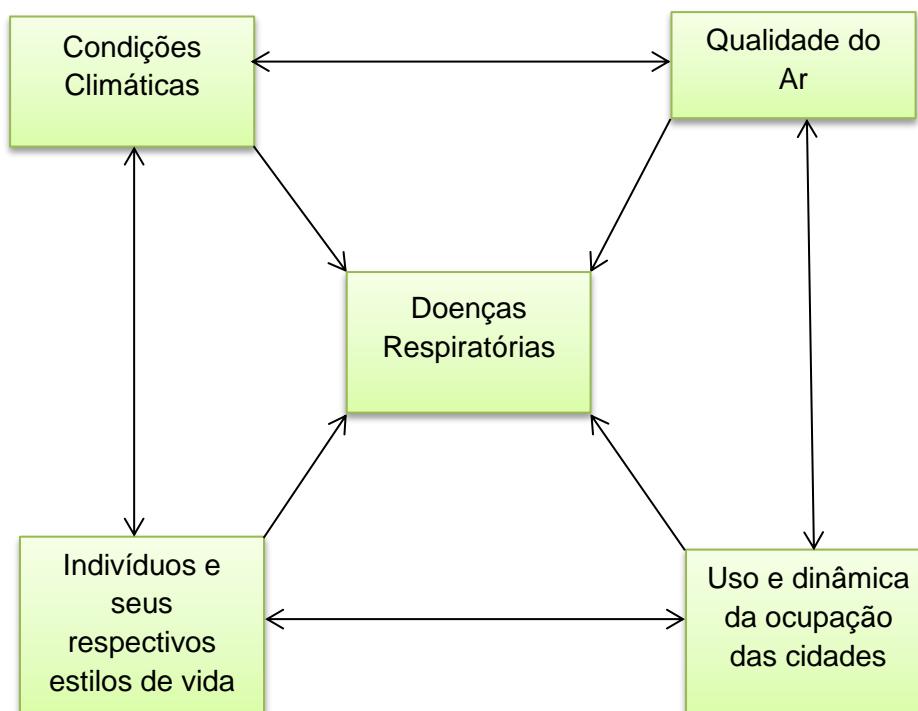 Condições
Climáticas
Qualidade do
Ar
Doenças
Respiratórias
Indivíduos e
seus
respectivos
estilos de vida
Uso e dinâmica
da ocupação
das cidades